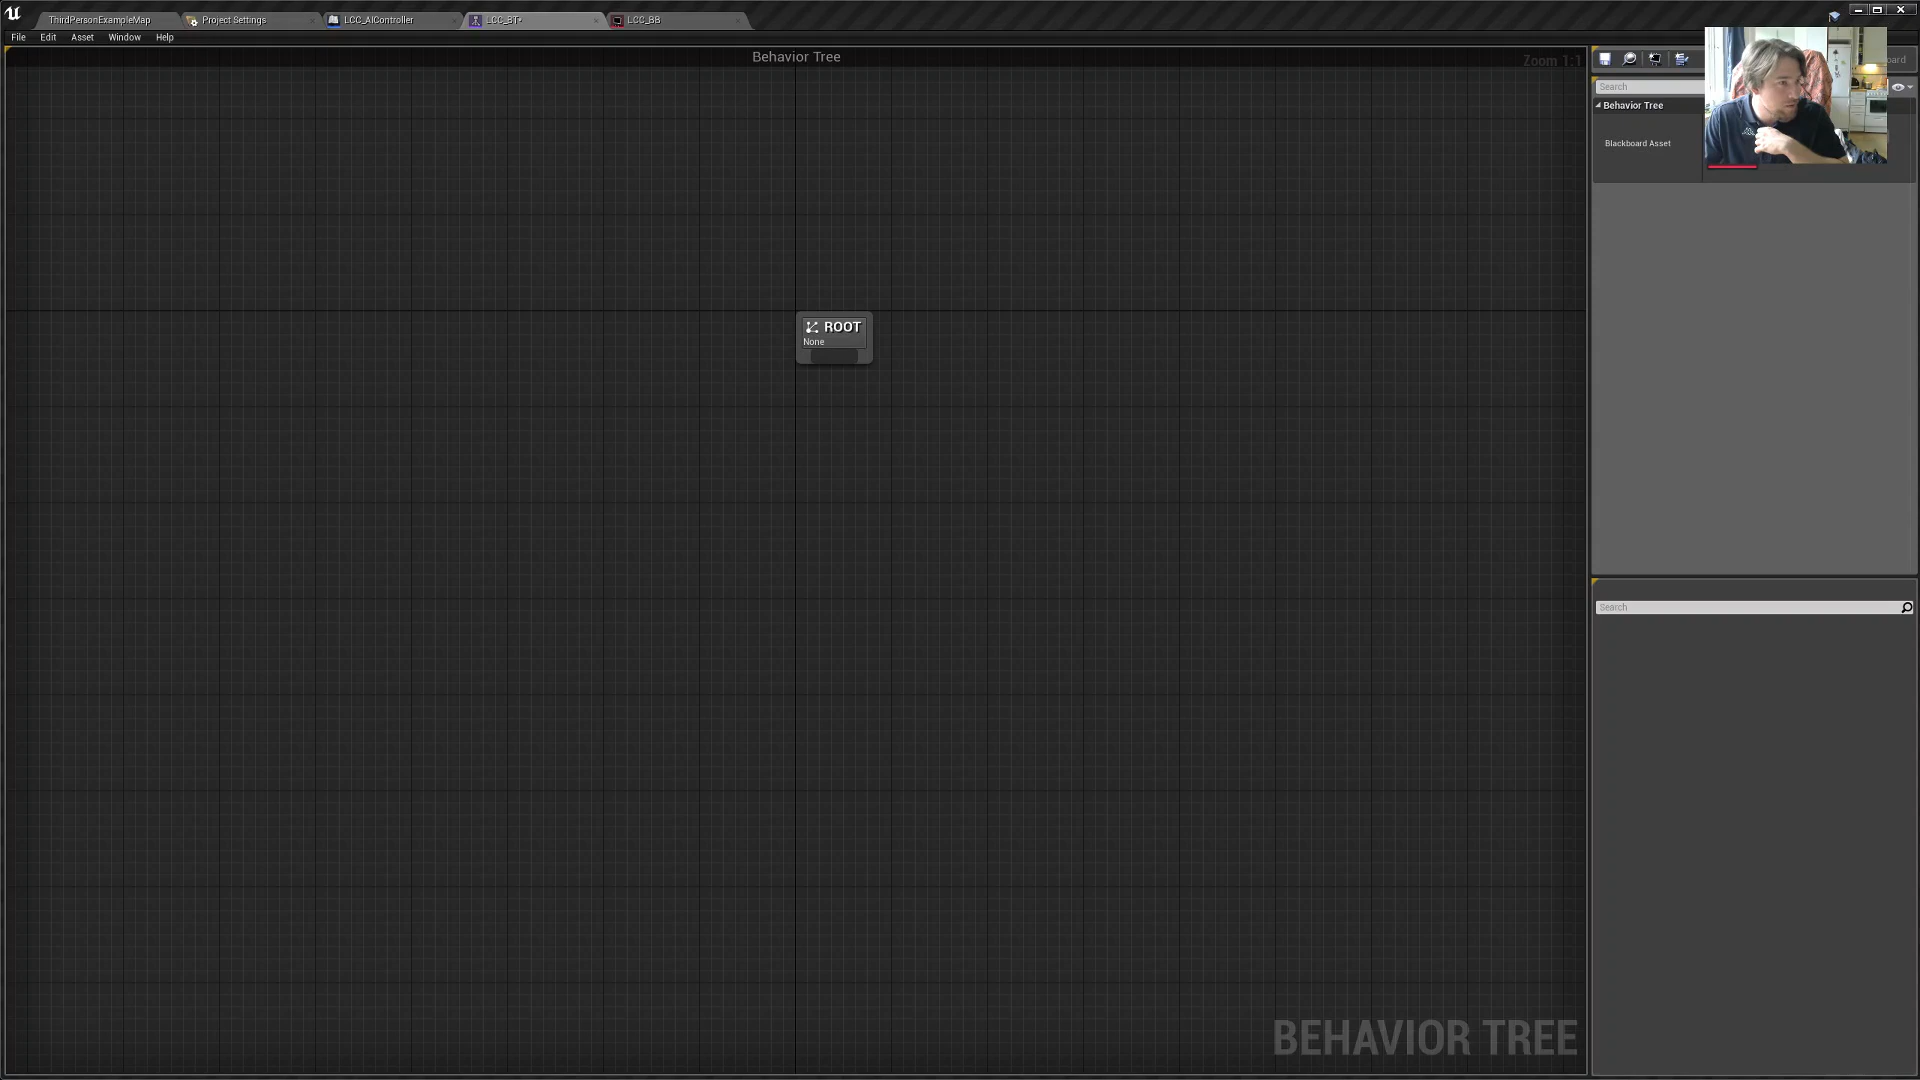 ThirdPersonExampleMap
Project Settings
LCC_AIController
LCC_BT*
LCC_BB
File Edit Asset Window Help
Behavior Tree
Zoom 1:1
Search
Behavior Tree
Blackboard Asset
ROOT
None
Search
BEHAVIOR TREE